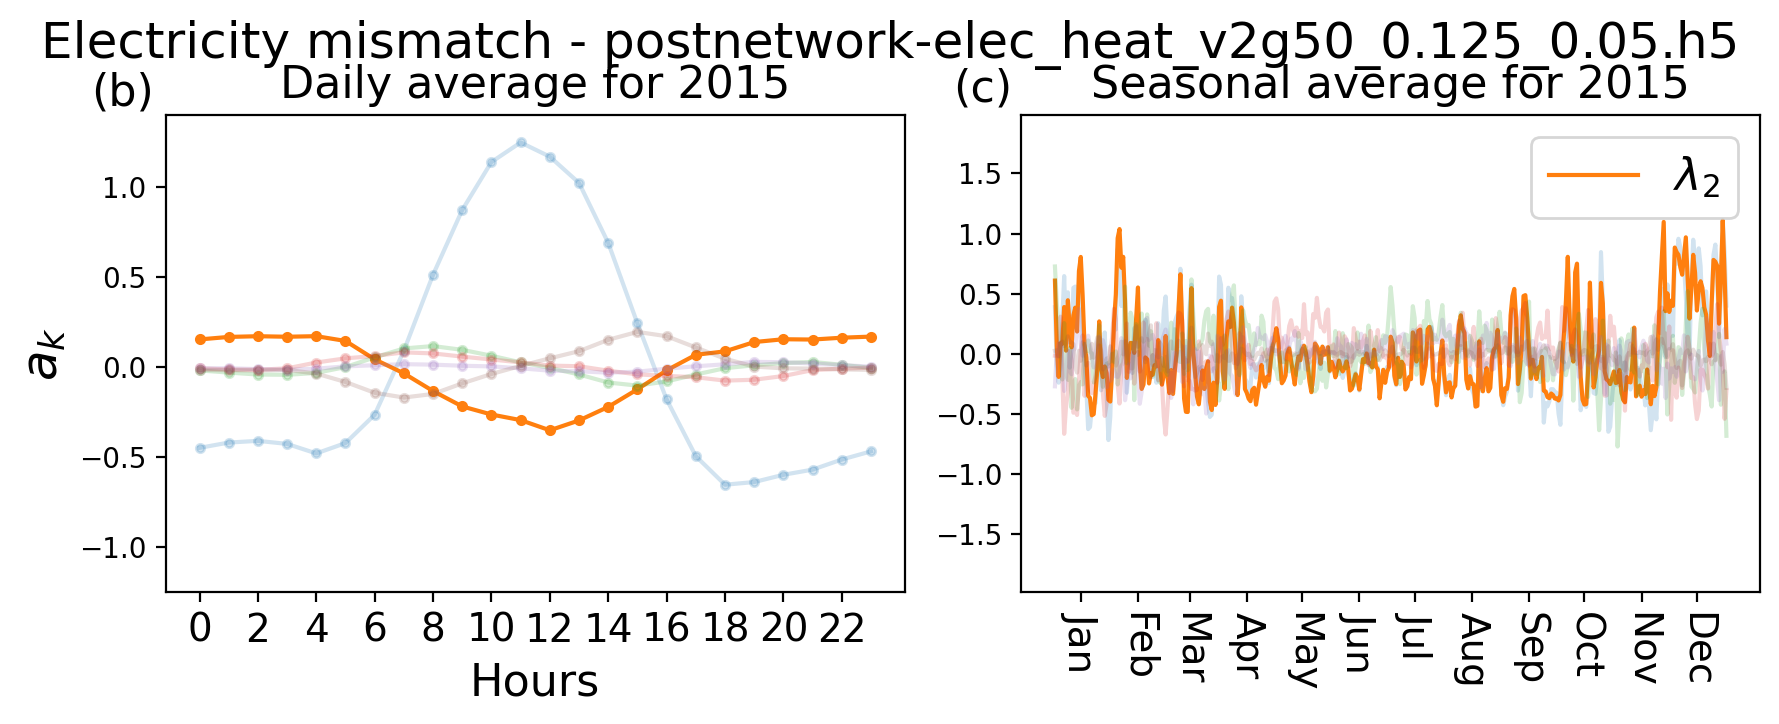 Electricity mismatch - postnetwork-elec_heat_v2g50_0.125_0.05.h5
(b) Daily average for 2015
1.0
0.5
0.0
−0.5
−1.0
a_k
0 2 4 6 8 10 12 14 16 18 20 22
Hours
(c) Seasonal average for 2015
λ_2
1.5
1.0
0.5
0.0
−0.5
−1.0
−1.5
Jan Feb Mar Apr May Jun Jul Aug Sep Oct Nov Dec